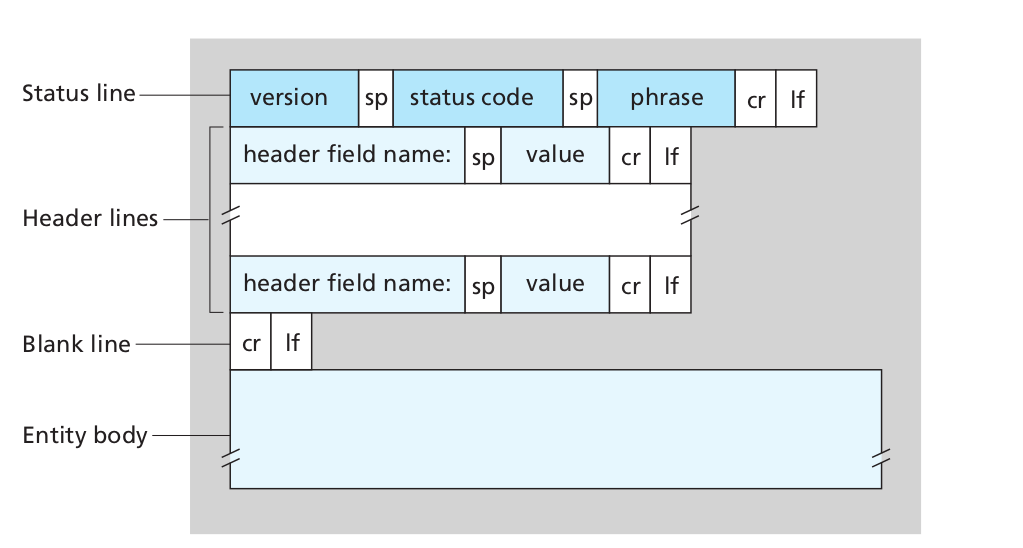 Status line version sp status code sp phrase cr lf
header field name: sp value cr lf
Header lines
header field name: sp value cr lf
Blank line cr lf
Entity body